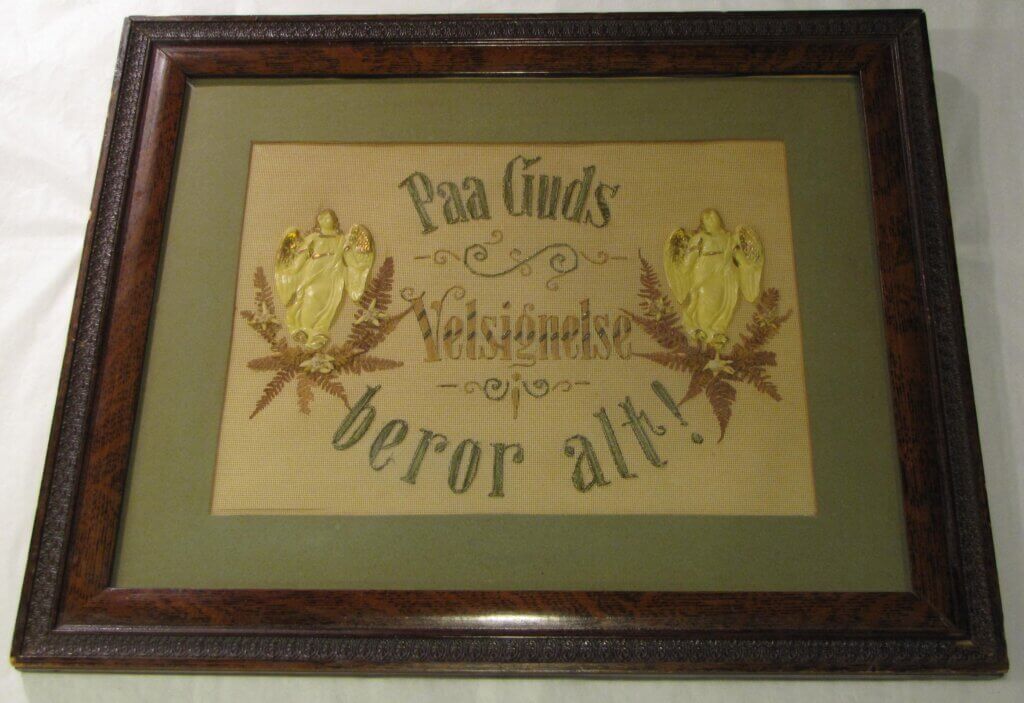 Paa Guds
Velsignelse
beror alt!